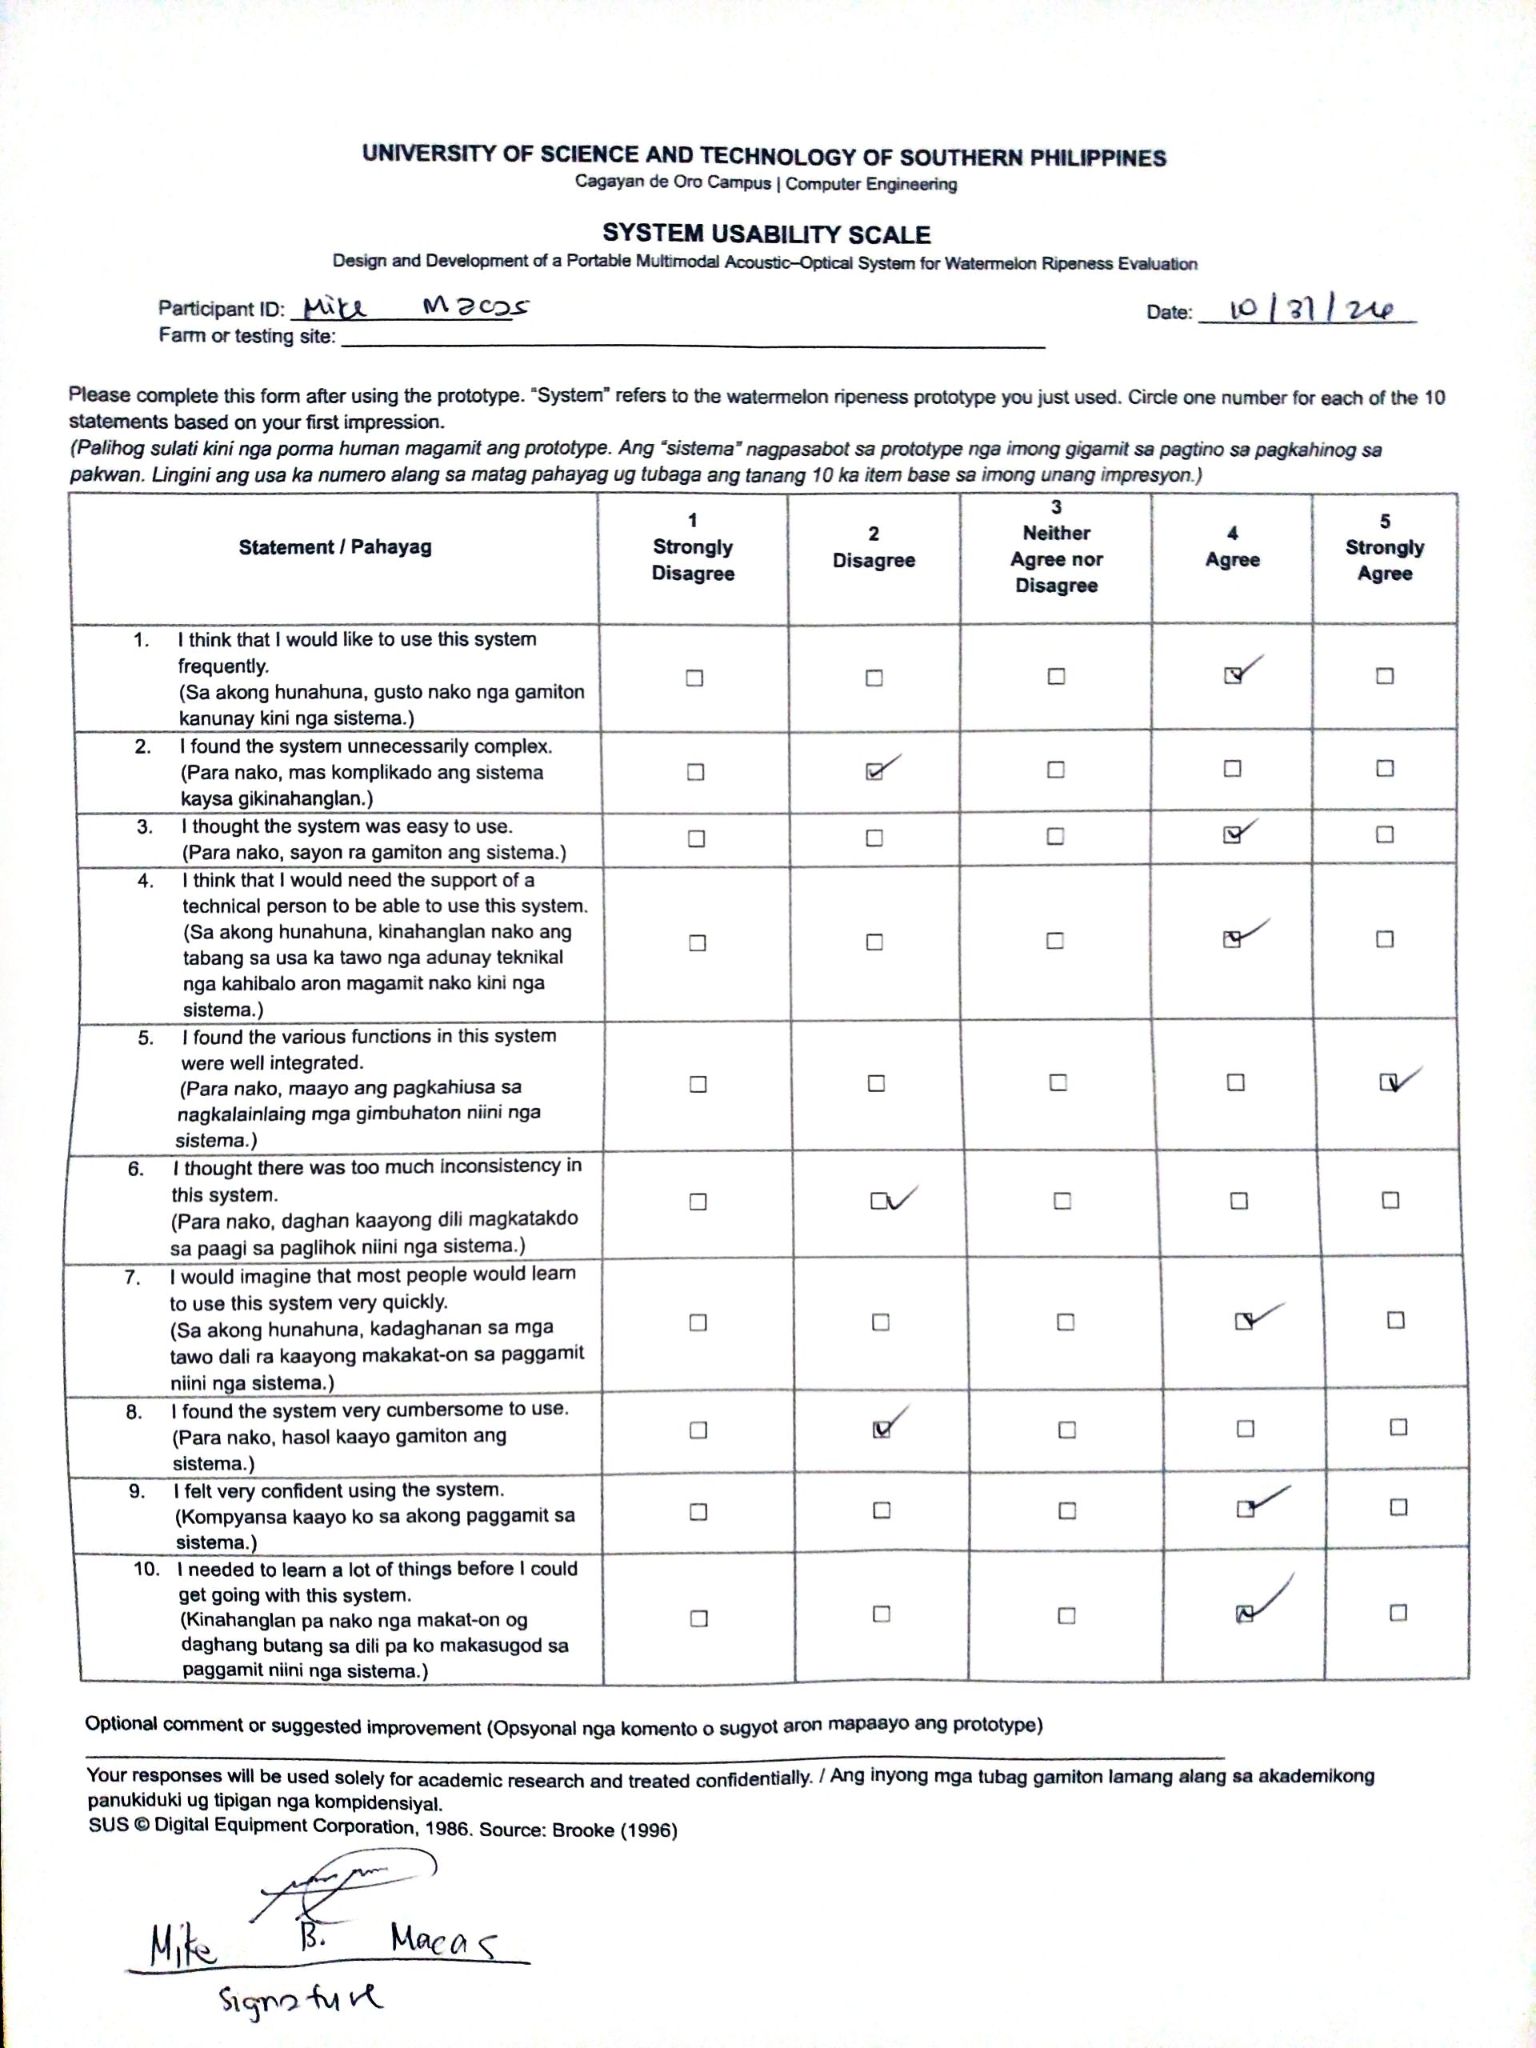 UNIVERSITY OF SCIENCE AND TECHNOLOGY OF SOUTHERN PHILIPPINES
Cagayan de Oro Campus | Computer Engineering
SYSTEM USABILITY SCALE
Design and Development of a Portable Multimodal Acoustic–Optical System for Watermelon Ripeness Evaluation
Participant ID: Mike Macas Date: 10/31/26
Farm or testing site:
Please complete this form after using the prototype. "System" refers to the watermelon ripeness prototype you just used. Circle one number for each of the 10
statements based on your first impression.
(Palihog sulati kini nga porma human magamit ang prototype. Ang "sistema" nagpasabot sa prototype nga imong gigamit sa pagtino sa pagkahinog sa
pakwan. Lingini ang usa ka numero alang sa matag pahayag ug tubaga ang tanang 10 ka item base sa imong unang impresyon.)
Statement / Pahayag
1
Strongly
Disagree
2
Disagree
3
Neither
Agree nor
Disagree
4
Agree
5
Strongly
Agree
1. I think that I would like to use this system
frequently.
(Sa akong hunahuna, gusto nako nga gamiton
kanunay kini nga sistema.)
2. I found the system unnecessarily complex.
(Para nako, mas komplikado ang sistema
kaysa gikinahanglan.)
3. I thought the system was easy to use.
(Para nako, sayon ra gamiton ang sistema.)
4. I think that I would need the support of a
technical person to be able to use this system.
(Sa akong hunahuna, kinahanglan nako ang
tabang sa usa ka tawo nga adunay teknikal
nga kahibalo aron magamit nako kini nga
sistema.)
5. I found the various functions in this system
were well integrated.
(Para nako, maayo ang pagkahiusa sa
nagkalainlaing mga gimbuhaton niini nga
sistema.)
6. I thought there was too much inconsistency in
this system.
(Para nako, daghan kaayong dili magkatakdo
sa paagi sa paglihok niini nga sistema.)
7. I would imagine that most people would learn
to use this system very quickly.
(Sa akong hunahuna, kadaghanan sa mga
tawo dali ra kaayong makakat-on sa paggamit
niini nga sistema.)
8. I found the system very cumbersome to use.
(Para nako, hasol kaayo gamiton ang
sistema.)
9. I felt very confident using the system.
(Kompyansa kaayo ko sa akong paggamit sa
sistema.)
10. I needed to learn a lot of things before I could
get going with this system.
(Kinahanglan pa nako nga makat-on og
daghang butang sa dili pa ko makasugod sa
paggamit niini nga sistema.)
Optional comment or suggested improvement (Opsyonal nga komento o sugyot aron mapaayo ang prototype)
Your responses will be used solely for academic research and treated confidentially. / Ang inyong mga tubag gamiton lamang alang sa akademikong
panukiduki ug tipigan nga kompidensiyal.
SUS © Digital Equipment Corporation, 1986. Source: Brooke (1996)
Mike B. Macas
Signature